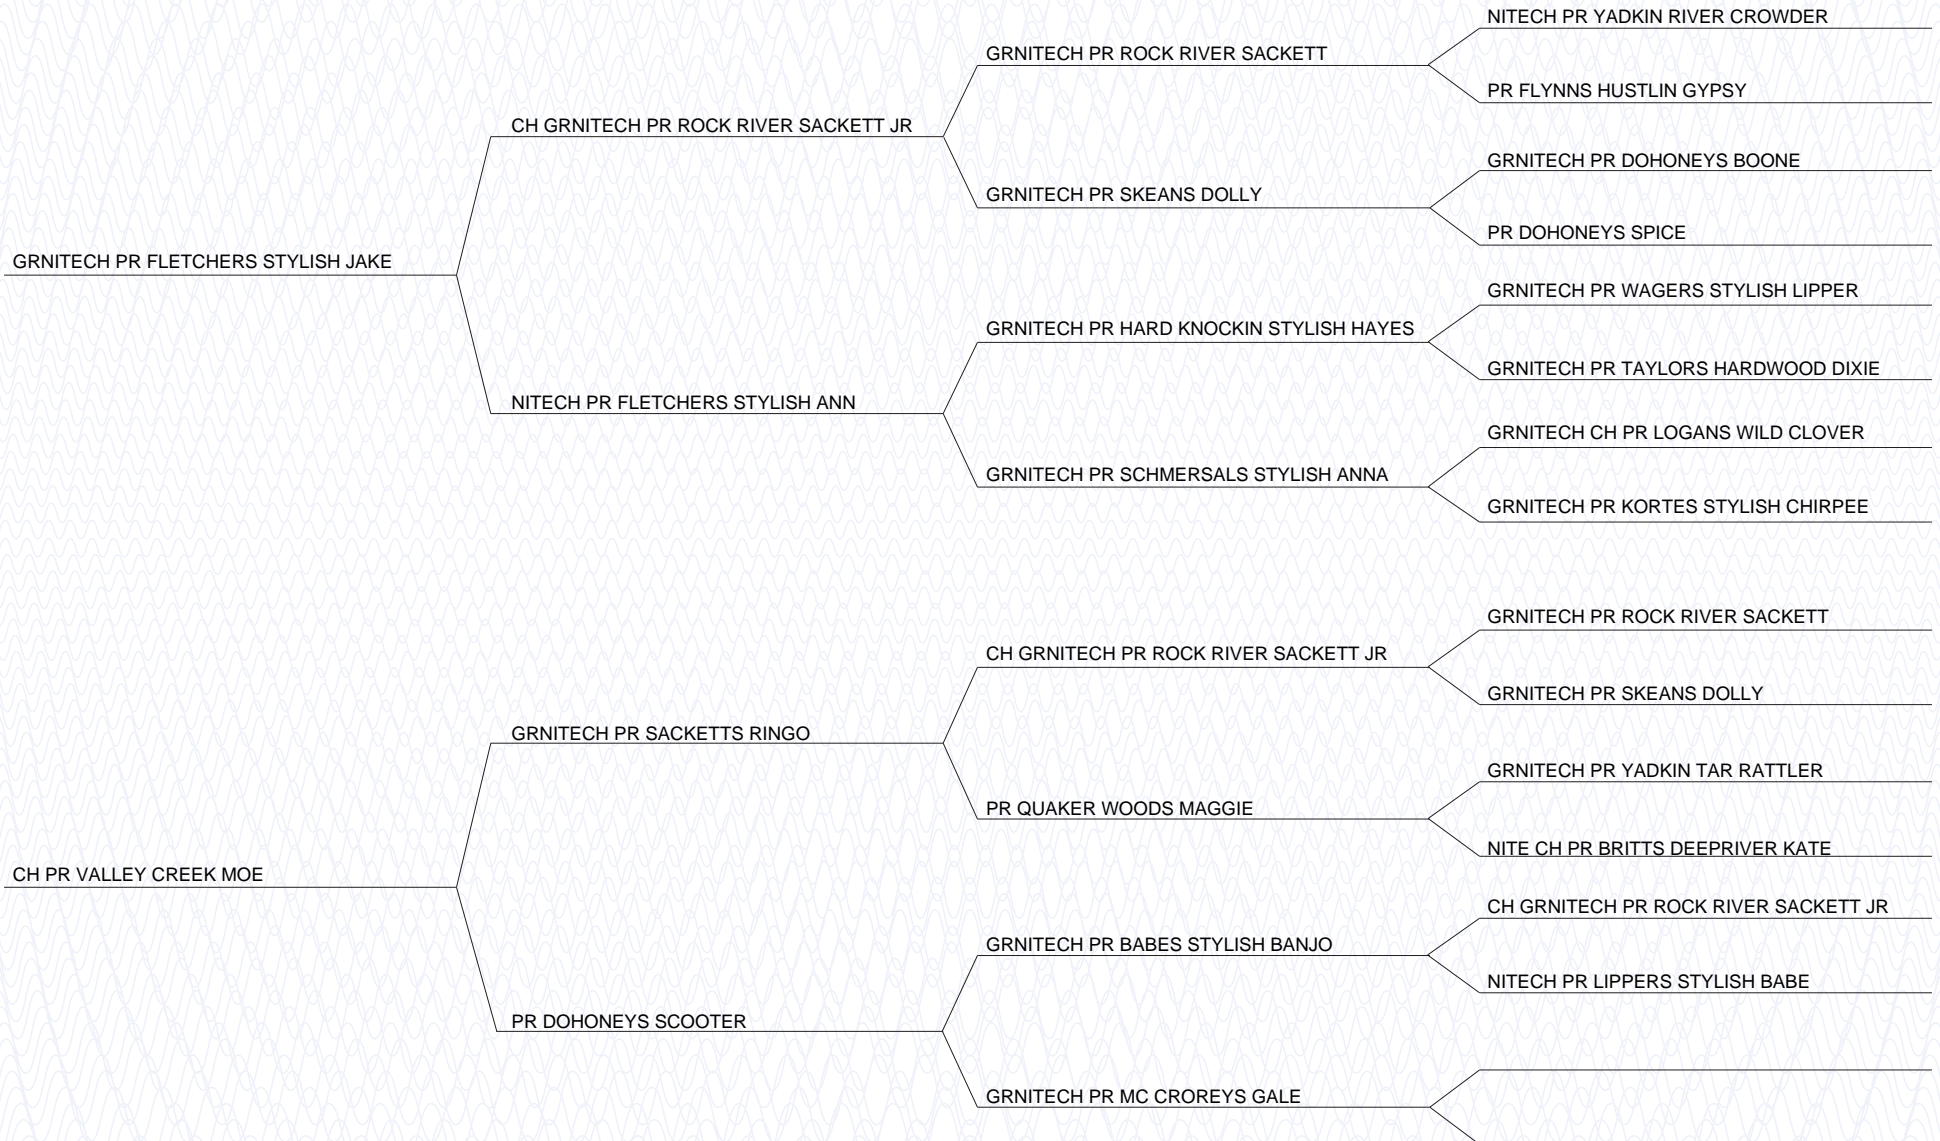 NITECH PR YADKIN RIVER CROWDER
GRNITECH PR ROCK RIVER SACKETT
PR FLYNNS HUSTLIN GYPSY
CH GRNITECH PR ROCK RIVER SACKETT JR
GRNITECH PR DOHONEYS BOONE
GRNITECH PR SKEANS DOLLY
PR DOHONEYS SPICE
GRNITECH PR FLETCHERS STYLISH JAKE
GRNITECH PR WAGERS STYLISH LIPPER
GRNITECH PR HARD KNOCKIN STYLISH HAYES
GRNITECH PR TAYLORS HARDWOOD DIXIE
NITECH PR FLETCHERS STYLISH ANN
GRNITECH CH PR LOGANS WILD CLOVER
GRNITECH PR SCHMERSALS STYLISH ANNA
GRNITECH PR KORTES STYLISH CHIRPEE
GRNITECH PR ROCK RIVER SACKETT
CH GRNITECH PR ROCK RIVER SACKETT JR
GRNITECH PR SKEANS DOLLY
GRNITECH PR SACKETTS RINGO
GRNITECH PR YADKIN TAR RATTLER
PR QUAKER WOODS MAGGIE
NITE CH PR BRITTS DEEPRIVER KATE
CH PR VALLEY CREEK MOE
CH GRNITECH PR ROCK RIVER SACKETT JR
GRNITECH PR BABES STYLISH BANJO
NITECH PR LIPPERS STYLISH BABE
PR DOHONEYS SCOOTER
GRNITECH PR MC CROREYS GALE